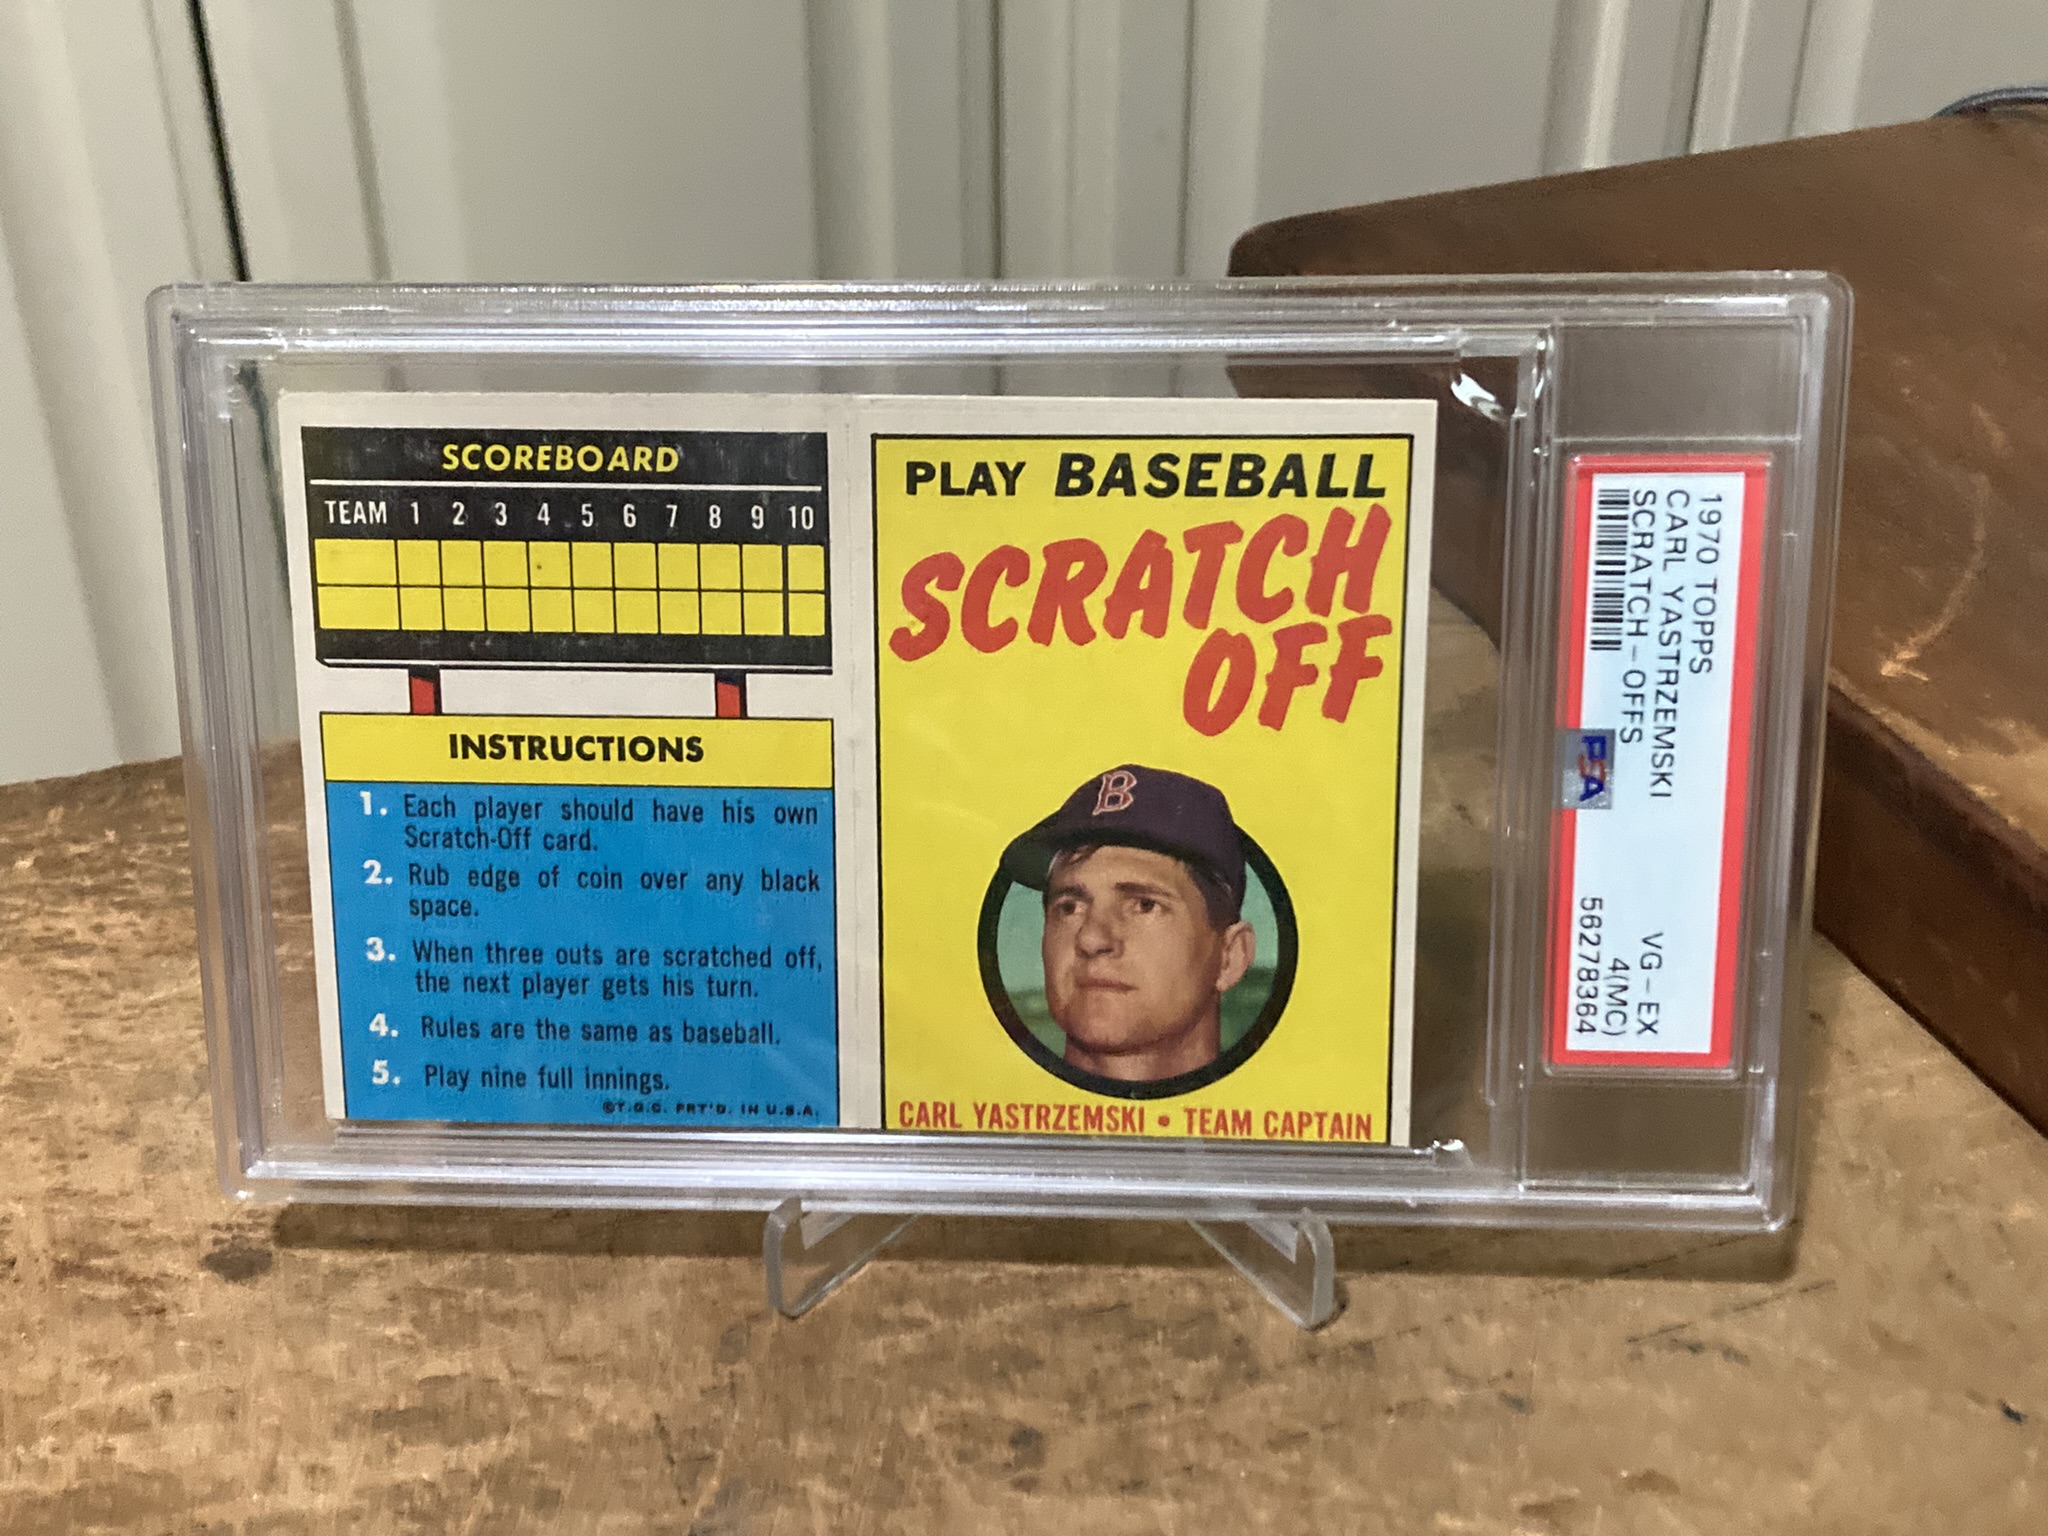 SCOREBOARD
TEAM 1 2 3 4 5 6 7 8 9 10
INSTRUCTIONS
1. Each player should have his own
Scratch-Off card.
2. Rub edge of coin over any black
space.
3. When three outs are scratched off,
the next player gets his turn.
4. Rules are the same as baseball.
5. Play nine full innings.
©T.G.C. PRT'D. IN U.S.A.
PLAY BASEBALL
SCRATCH
OFF
B
CARL YASTRZEMSKI • TEAM CAPTAIN
1970 TOPPS
CARL YASTRZEMSKI
SCRATCH-OFFS
VG-EX
4(MC)
56278364
PSA